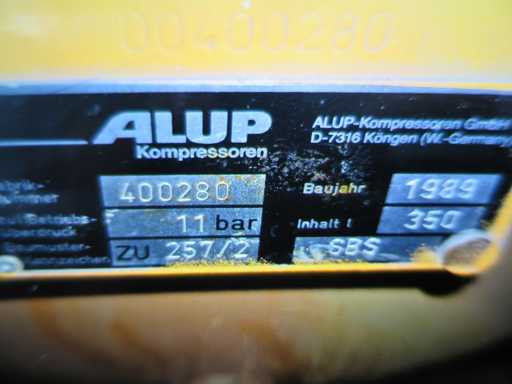 00400280
ALUP
Kompressoren
ALUP-Kompressoren GmbH
D-7316 Köngen (W.-Germany)
400280
Baujahr 1989
11 bar
Inhalt l 350
ZU 257/2
SBS